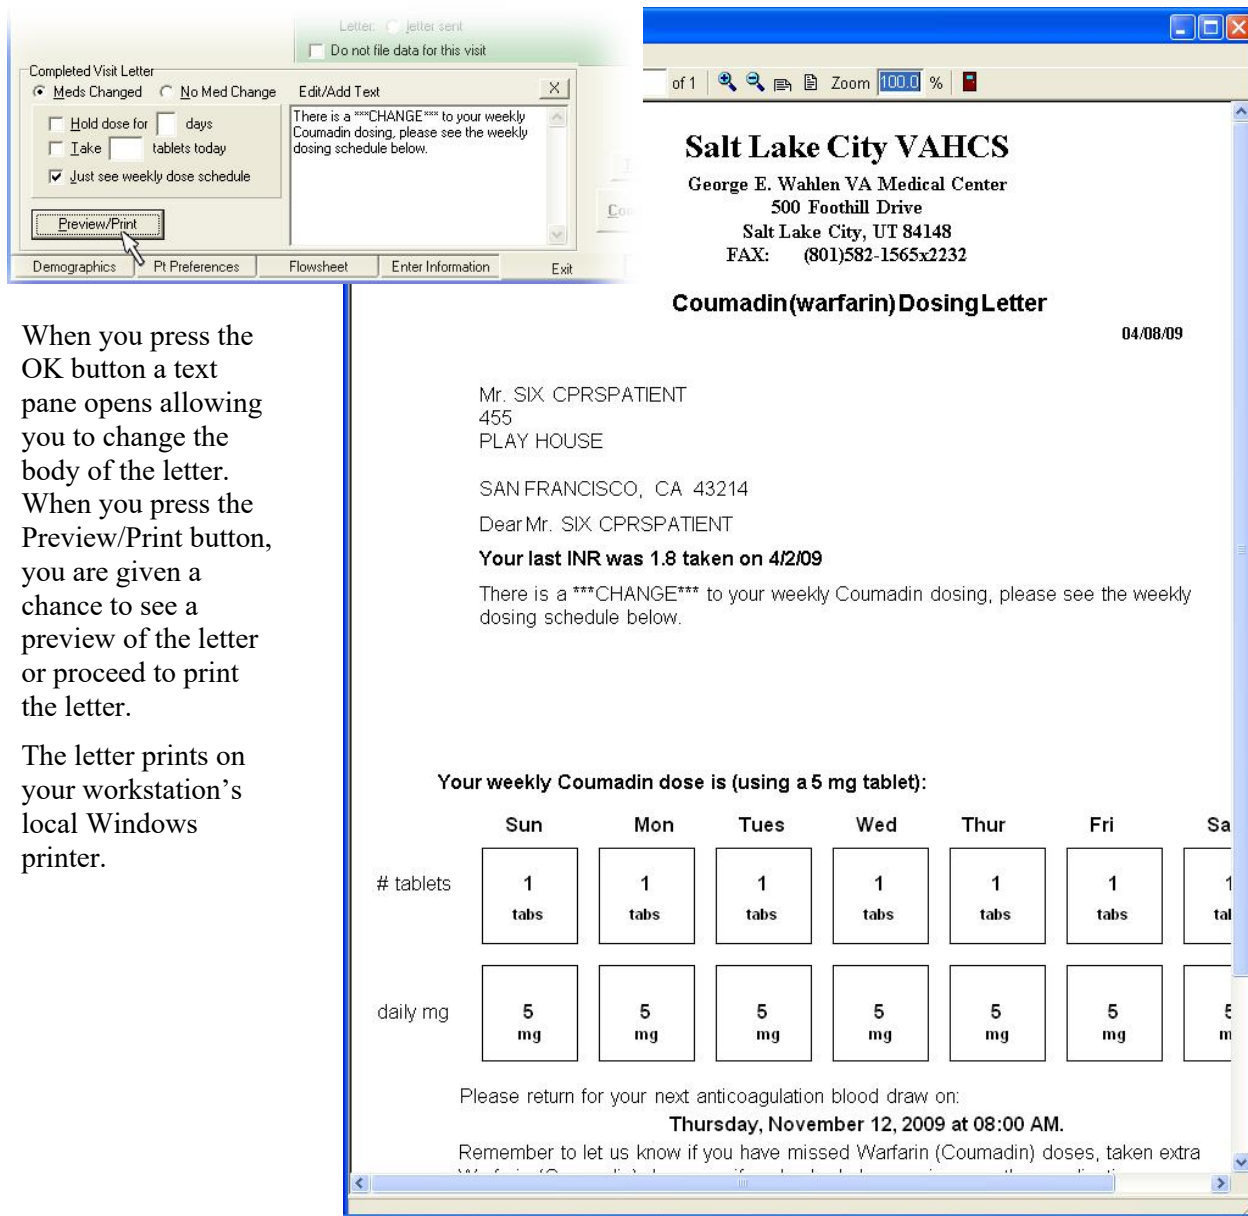 Letter: letter sent
Do not file data for this visit
Completed Visit Letter
Meds Changed No Med Change Edit/Add Text X
Hold dose for days
Take tablets today
Just see weekly dose schedule
There is a ***CHANGE*** to your weekly
Coumadin dosing, please see the weekly
dosing schedule below.
Preview/Print
Demographics Pt Preferences Flowsheet Enter Information Exit
When you press the
OK button a text
pane opens allowing
you to change the
body of the letter.
When you press the
Preview/Print button,
you are given a
chance to see a
preview of the letter
or proceed to print
the letter.
The letter prints on
your workstation’s
local Windows
printer.
of 1 Zoom 100.0 %
Salt Lake City VAHCS
George E. Wahlen VA Medical Center
500 Foothill Drive
Salt Lake City, UT 84148
FAX: (801)582-1565x2232
Coumadin(warfarin)DosingLetter
04/08/09
Mr. SIX CPRSPATIENT
455
PLAY HOUSE
SAN FRANCISCO, CA 43214
Dear Mr. SIX CPRSPATIENT
Your last INR was 1.8 taken on 4/2/09
There is a ***CHANGE*** to your weekly Coumadin dosing, please see the weekly
dosing schedule below.
Your weekly Coumadin dose is (using a 5 mg tablet):
Sun Mon Tues Wed Thur Fri Sa
# tablets 1 1 1 1 1 1 1
tabs tabs tabs tabs tabs tabs tal
daily mg 5 5 5 5 5 5 5
mg mg mg mg mg mg m
Please return for your next anticoagulation blood draw on:
Thursday, November 12, 2009 at 08:00 AM.
Remember to let us know if you have missed Warfarin (Coumadin) doses, taken extra